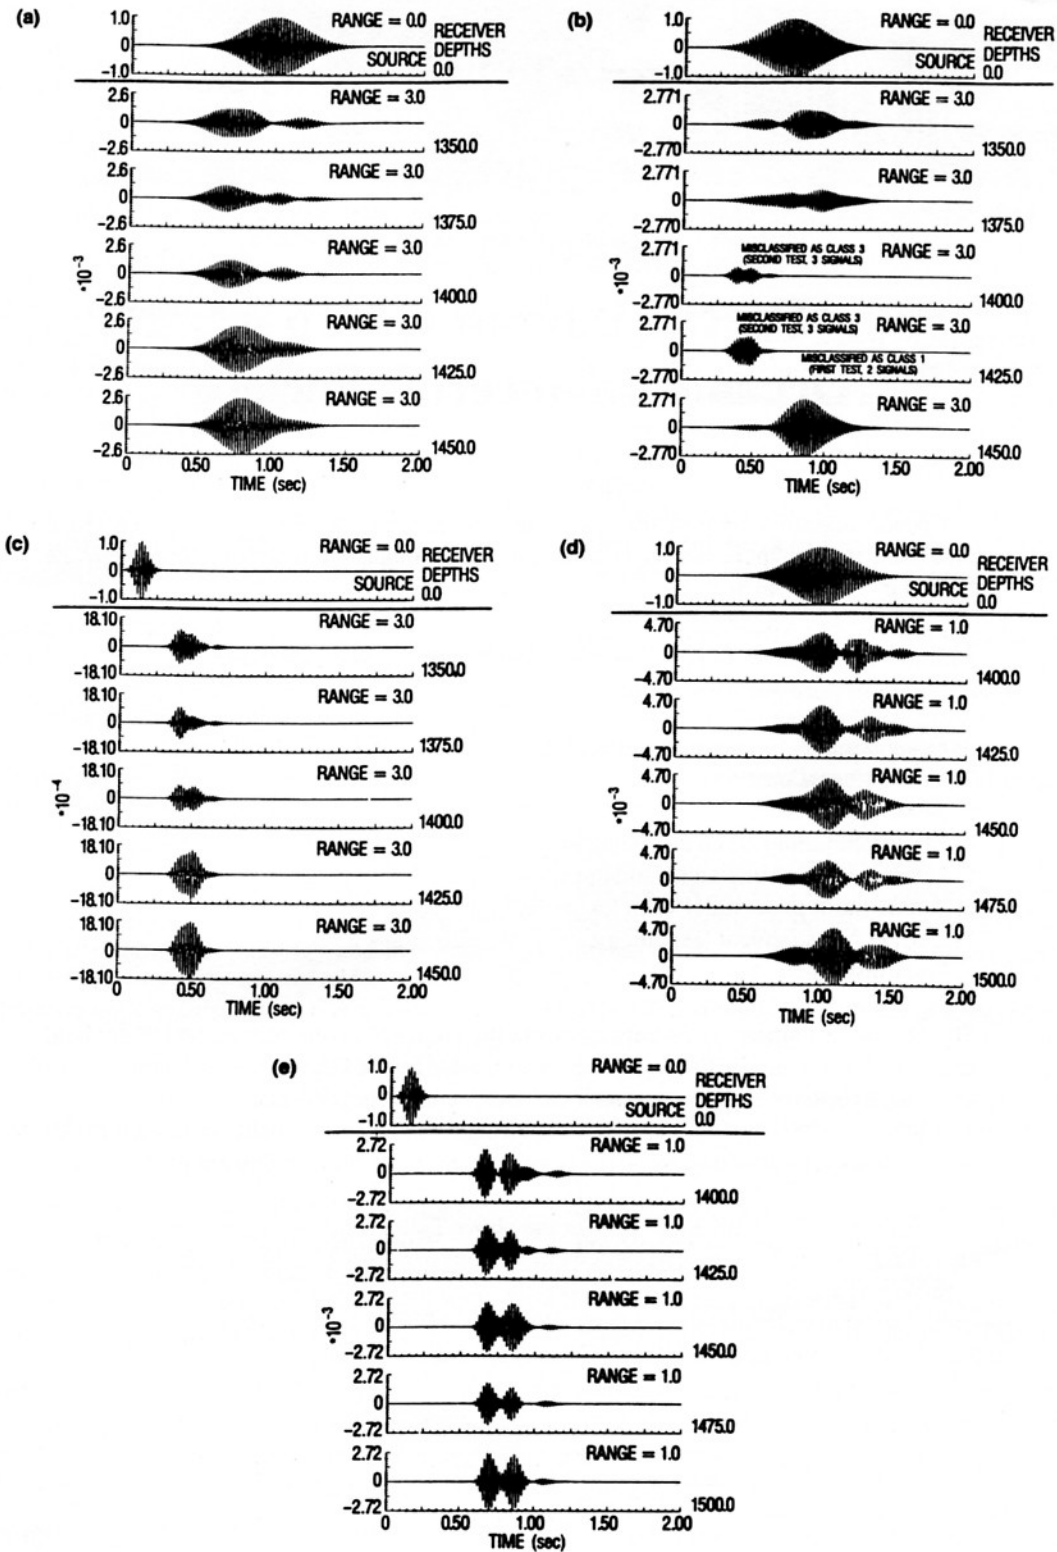 (a)
1.0
0
-1.0
RANGE = 0.0
SOURCE
RECEIVER
DEPTHS
0.0
2.6
0
-2.6
RANGE = 3.0
1350.0
2.6
0
-2.6
RANGE = 3.0
1375.0
2.6
0
-2.6
RANGE = 3.0
1400.0
*10⁻³
2.6
0
-2.6
RANGE = 3.0
1425.0
2.6
0
-2.6
RANGE = 3.0
1450.0
0 0.50 1.00 1.50 2.00
TIME (sec)
(b)
1.0
0
-1.0
RANGE = 0.0
SOURCE
RECEIVER
DEPTHS
0.0
2.771
0
-2.770
RANGE = 3.0
1350.0
2.771
0
-2.770
RANGE = 3.0
1375.0
2.771
0
-2.770
MISCLASSIFIED AS CLASS 3
(SECOND TEST, 3 SIGNALS)
RANGE = 3.0
1400.0
*10⁻³
2.771
0
-2.770
MISCLASSIFIED AS CLASS 3
(SECOND TEST, 3 SIGNALS)
RANGE = 3.0
MISCLASSIFIED AS CLASS 1
(FIRST TEST, 2 SIGNALS)
1425.0
2.771
0
-2.770
RANGE = 3.0
1450.0
0 0.50 1.00 1.50 2.00
TIME (sec)
(c)
1.0
0
-1.0
RANGE = 0.0
SOURCE
RECEIVER
DEPTHS
0.0
18.10
0
-18.10
RANGE = 3.0
1350.0
18.10
0
-18.10
RANGE = 3.0
1375.0
18.10
0
-18.10
RANGE = 3.0
1400.0
*10⁻⁴
18.10
0
-18.10
RANGE = 3.0
1425.0
18.10
0
-18.10
RANGE = 3.0
1450.0
0 0.50 1.00 1.50 2.00
TIME (sec)
(d)
1.0
0
-1.0
RANGE = 0.0
SOURCE
RECEIVER
DEPTHS
0.0
4.70
0
-4.70
RANGE = 1.0
1400.0
4.70
0
-4.70
RANGE = 1.0
1425.0
4.70
0
-4.70
RANGE = 1.0
1450.0
*10⁻³
4.70
0
-4.70
RANGE = 1.0
1475.0
4.70
0
-4.70
RANGE = 1.0
1500.0
0 0.50 1.00 1.50 2.00
TIME (sec)
(e)
1.0
0
-1.0
RANGE = 0.0
SOURCE
RECEIVER
DEPTHS
0.0
2.72
0
-2.72
RANGE = 1.0
1400.0
2.72
0
-2.72
RANGE = 1.0
1425.0
2.72
0
-2.72
RANGE = 1.0
1450.0
*10⁻³
2.72
0
-2.72
RANGE = 1.0
1475.0
2.72
0
-2.72
RANGE = 1.0
1500.0
0 0.50 1.00 1.50 2.00
TIME (sec)